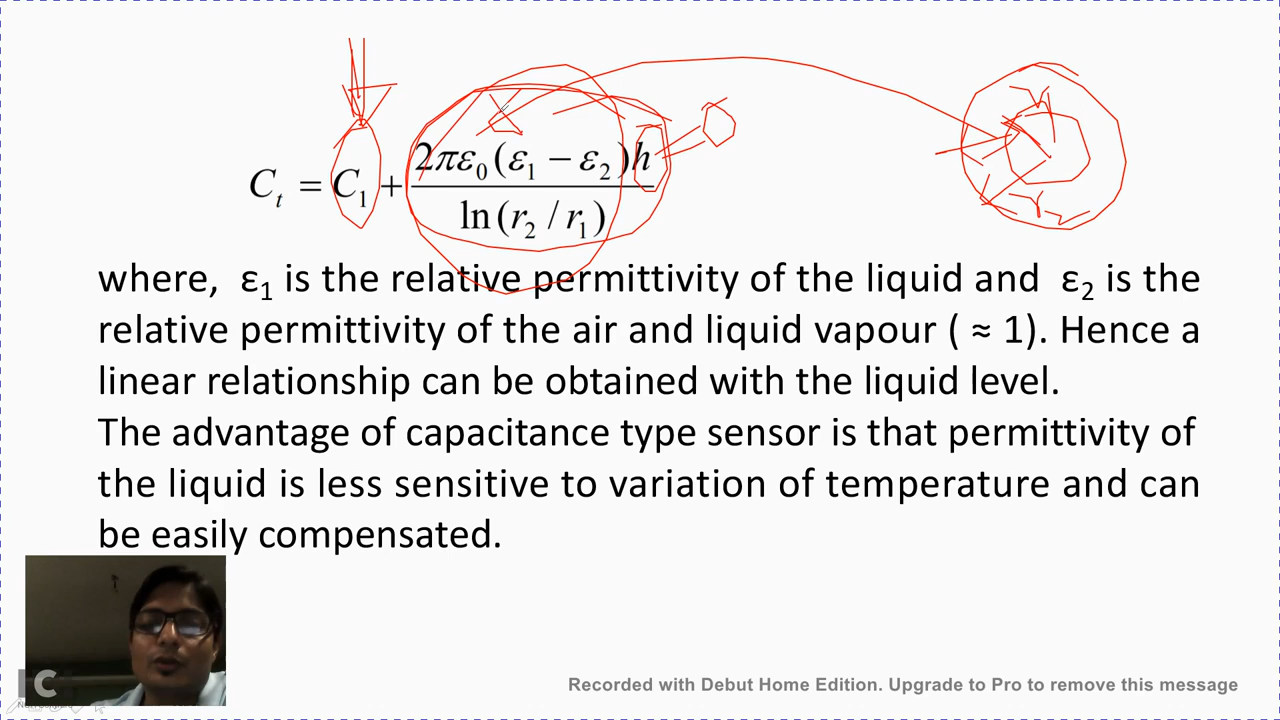 C_t = C_1 + 2πε_0(ε_1 − ε_2)h / ln(r_2 / r_1)
where, ε_1 is the relative permittivity of the liquid and ε_2 is the
relative permittivity of the air and liquid vapour ( ≈ 1). Hence a
linear relationship can be obtained with the liquid level.
The advantage of capacitance type sensor is that permittivity of
the liquid is less sensitive to variation of temperature and can
be easily compensated.
Recorded with Debut Home Edition. Upgrade to Pro to remove this message